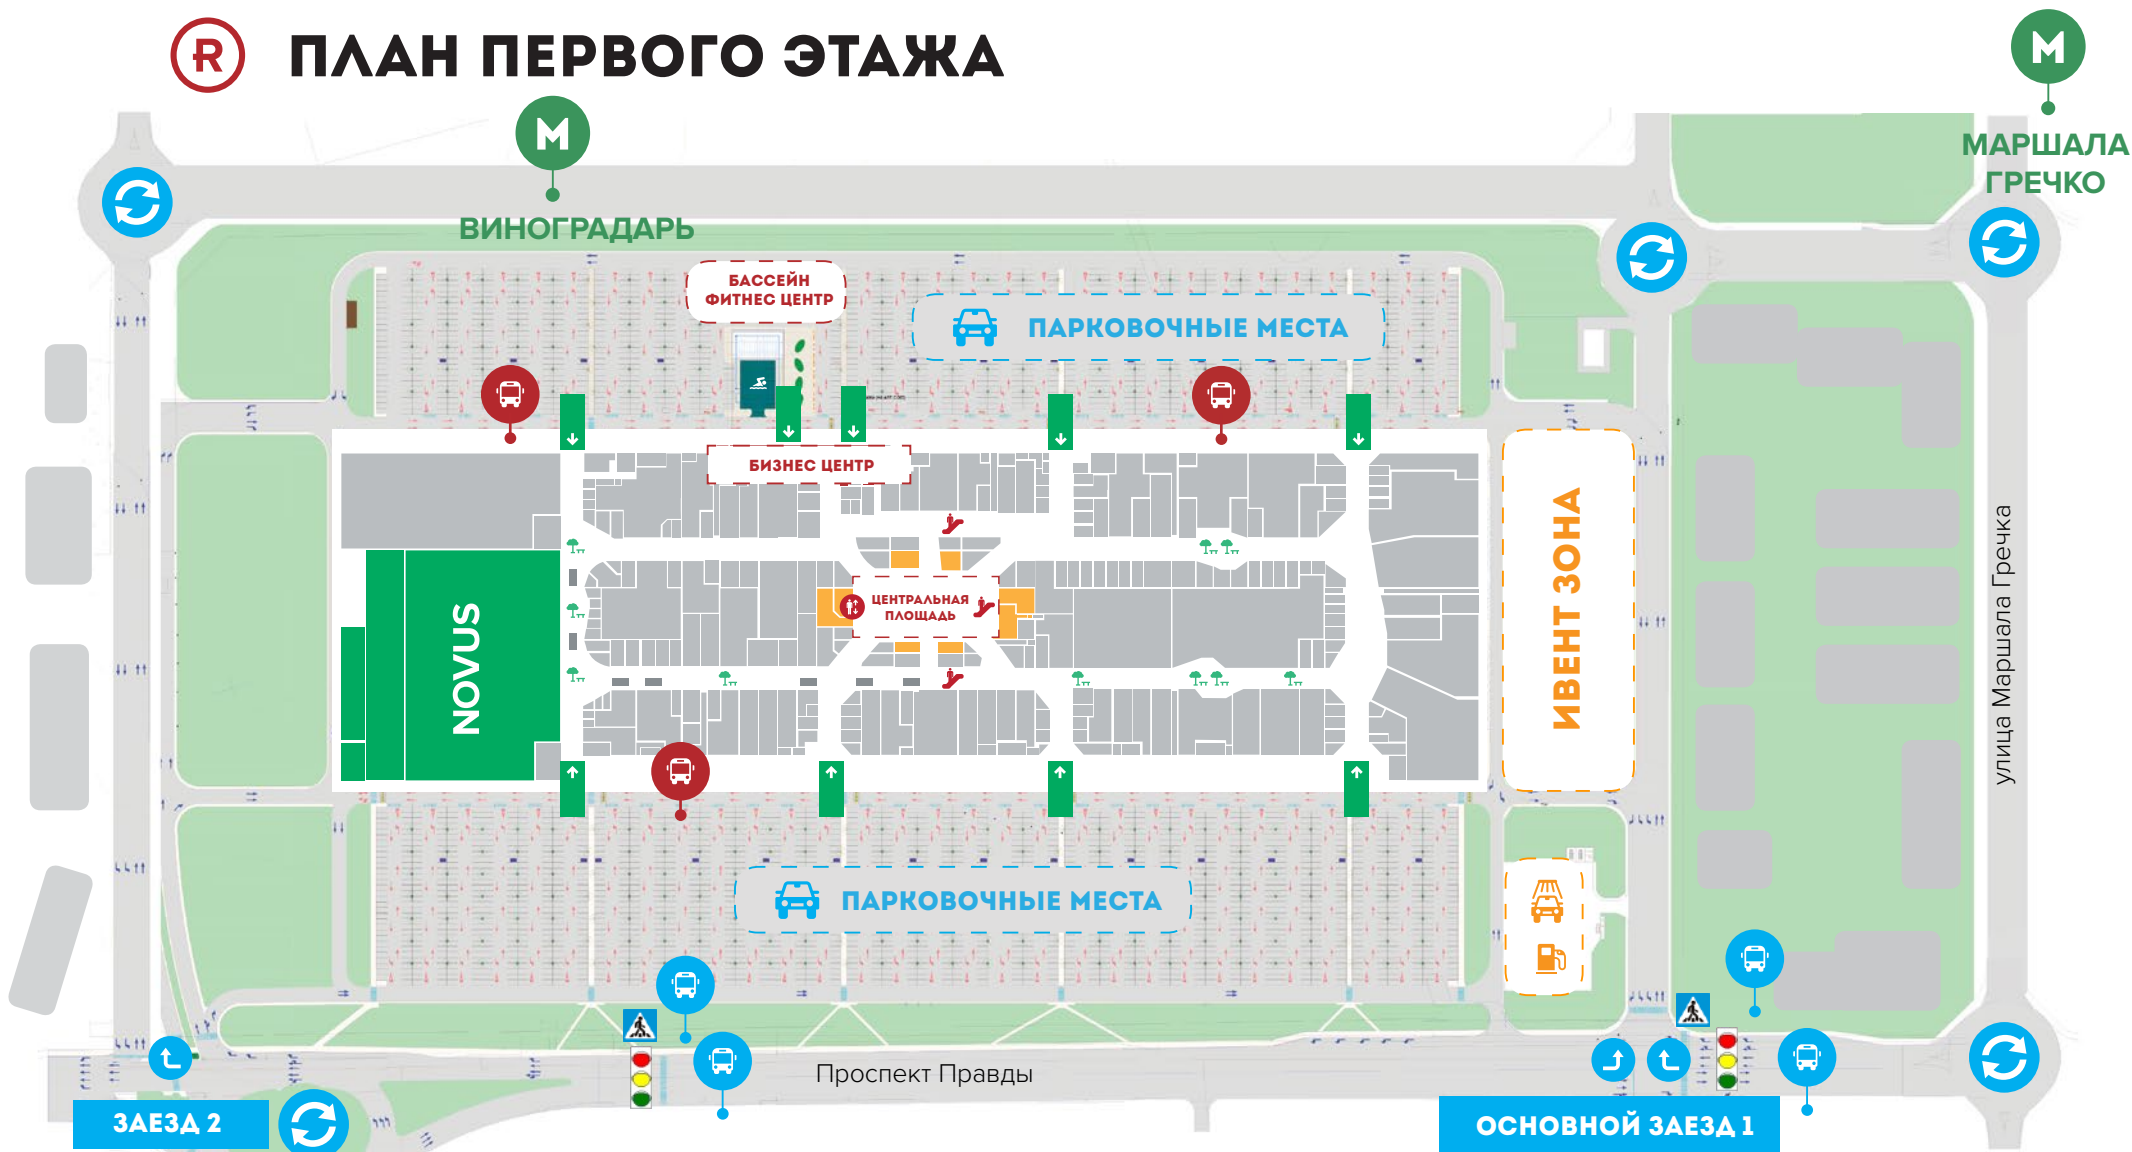 R ПЛАН ПЕРВОГО ЭТАЖА
М
М
МАРШАЛА
ГРЕЧКО
ВИНОГРАДАРЬ
БАССЕЙН
ФИТНЕС ЦЕНТР
ПАРКОВОЧНЫЕ МЕСТА
БИЗНЕС ЦЕНТР
NOVUS
ЦЕНТРАЛЬНАЯ
ПЛОЩАДЬ
ИВЕНТ ЗОНА
улица Маршала Гречка
ПАРКОВОЧНЫЕ МЕСТА
Проспект Правды
ЗАЕЗД 2
ОСНОВНОЙ ЗАЕЗД 1